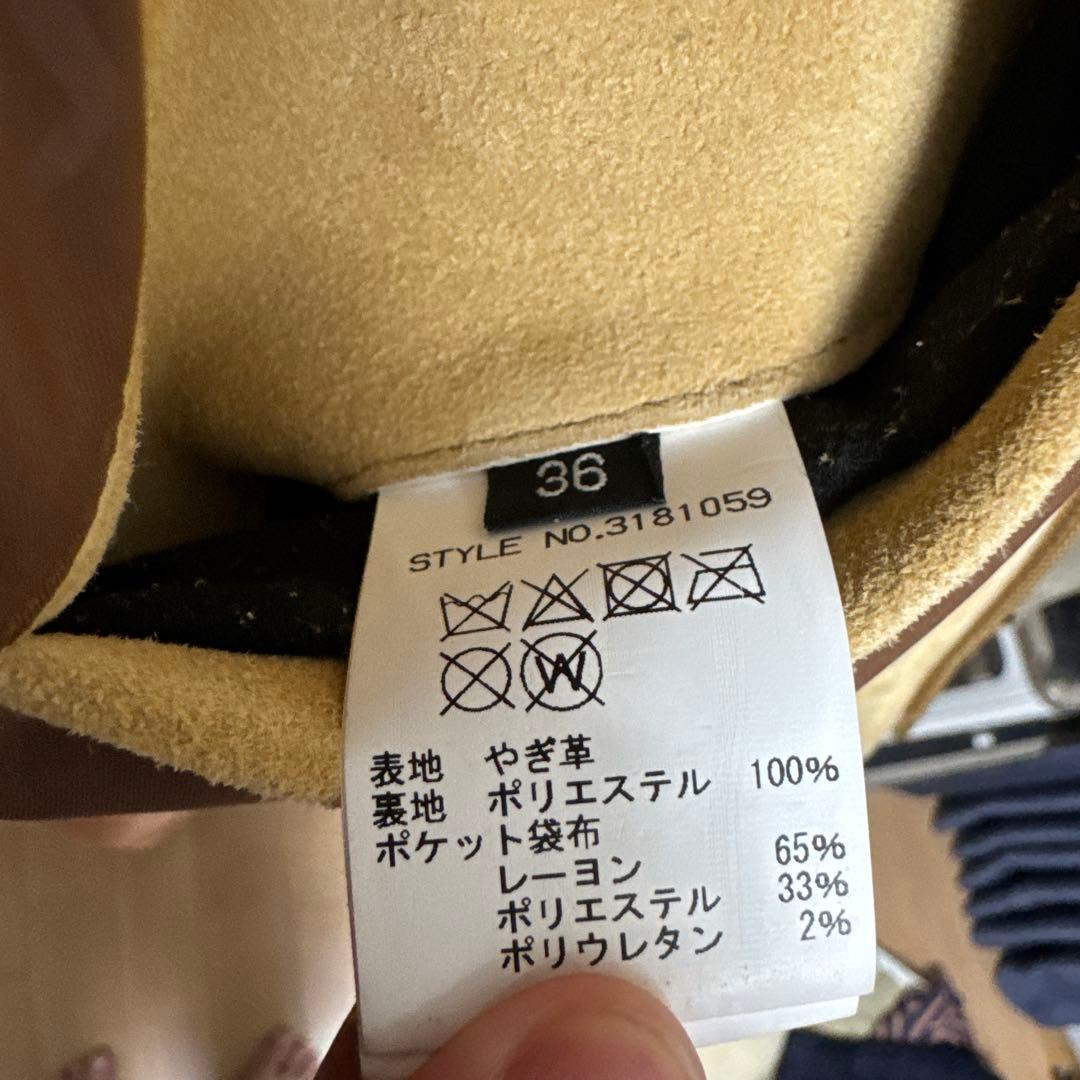 36
STYLE NO.3181059
W
表地 やぎ革
裏地 ポリエステル 100%
ポケット袋布
レーヨン 65%
ポリエステル 33%
ポリウレタン 2%